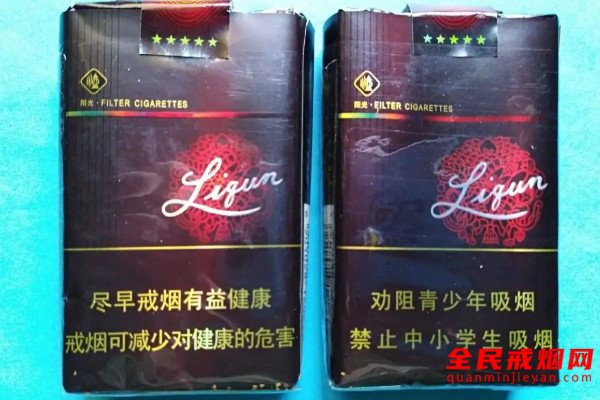 ★★★★★
阳光·FILTER CIGARETTES
Liqun
尽早戒烟有益健康
戒烟可减少对健康的危害
★★★★★
阳光·FILTER CIGARETTES
Liqun
劝阻青少年吸烟
禁止中小学生吸烟
全民戒烟网
quanminjieyan.com